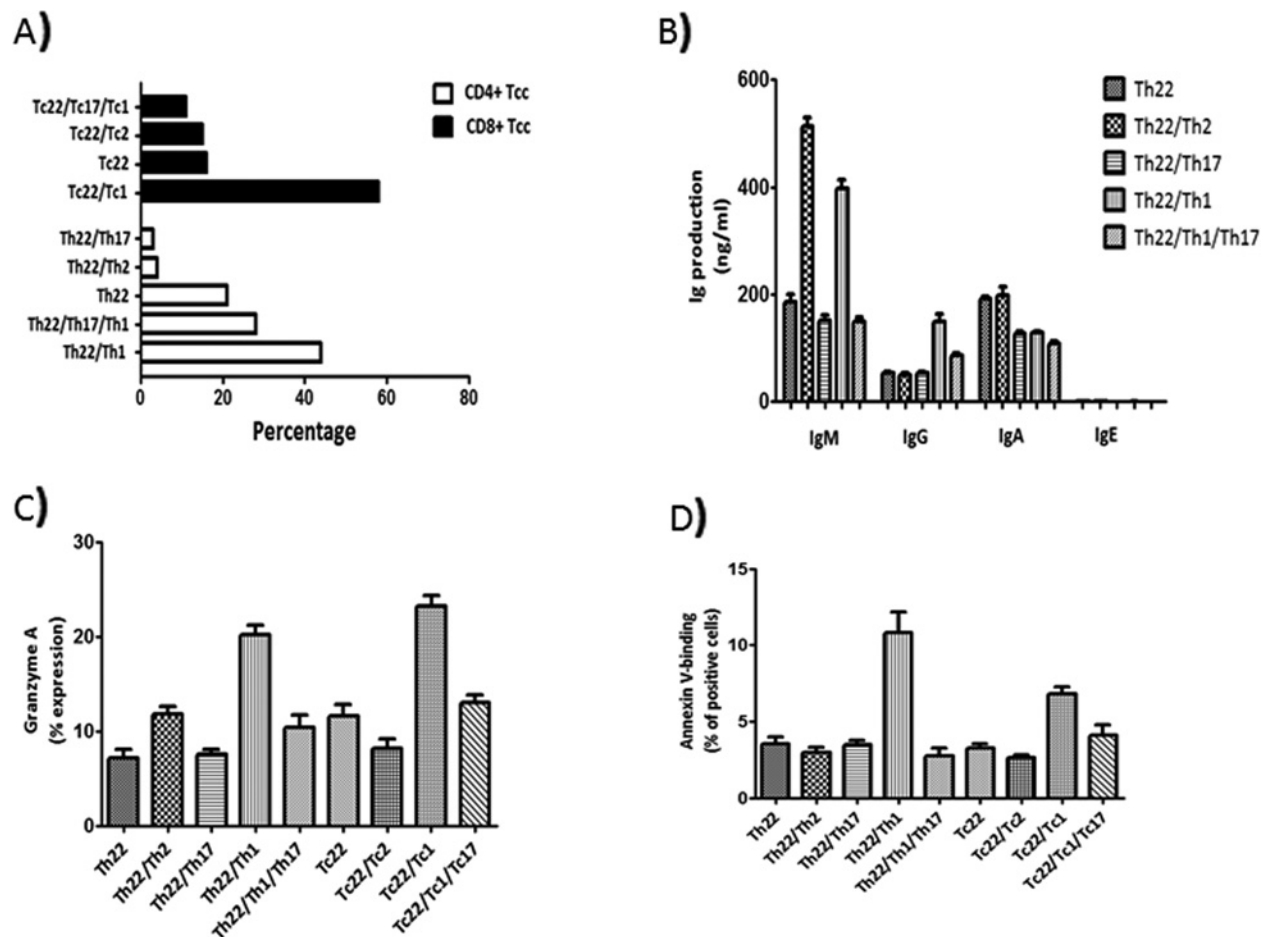 A)
CD4+ Tcc
CD8+ Tcc
Tc22/Tc17/Tc1
Tc22/Tc2
Tc22
Tc22/Tc1
Th22/Th17
Th22/Th2
Th22
Th22/Th17/Th1
Th22/Th1
0 20 40 60 80
Percentage
B)
Ig production
(ng/ml)
600
400
200
0
IgM IgG IgA IgE
Th22
Th22/Th2
Th22/Th17
Th22/Th1
Th22/Th1/Th17
C)
Granzyme A
(% expression)
30
20
10
0
Th22
Th22/Th2
Th22/Th17
Th22/Th1
Th22/Th1/Th17
Tc22
Tc22/Tc2
Tc22/Tc1
Tc22/Tc1/Tc17
D)
Annexin V-binding
(% of positive cells)
15
10
5
0
Th22
Th22/Th2
Th22/Th17
Th22/Th1
Th22/Th1/Th17
Tc22
Tc22/Tc2
Tc22/Tc1
Tc22/Tc1/Tc17